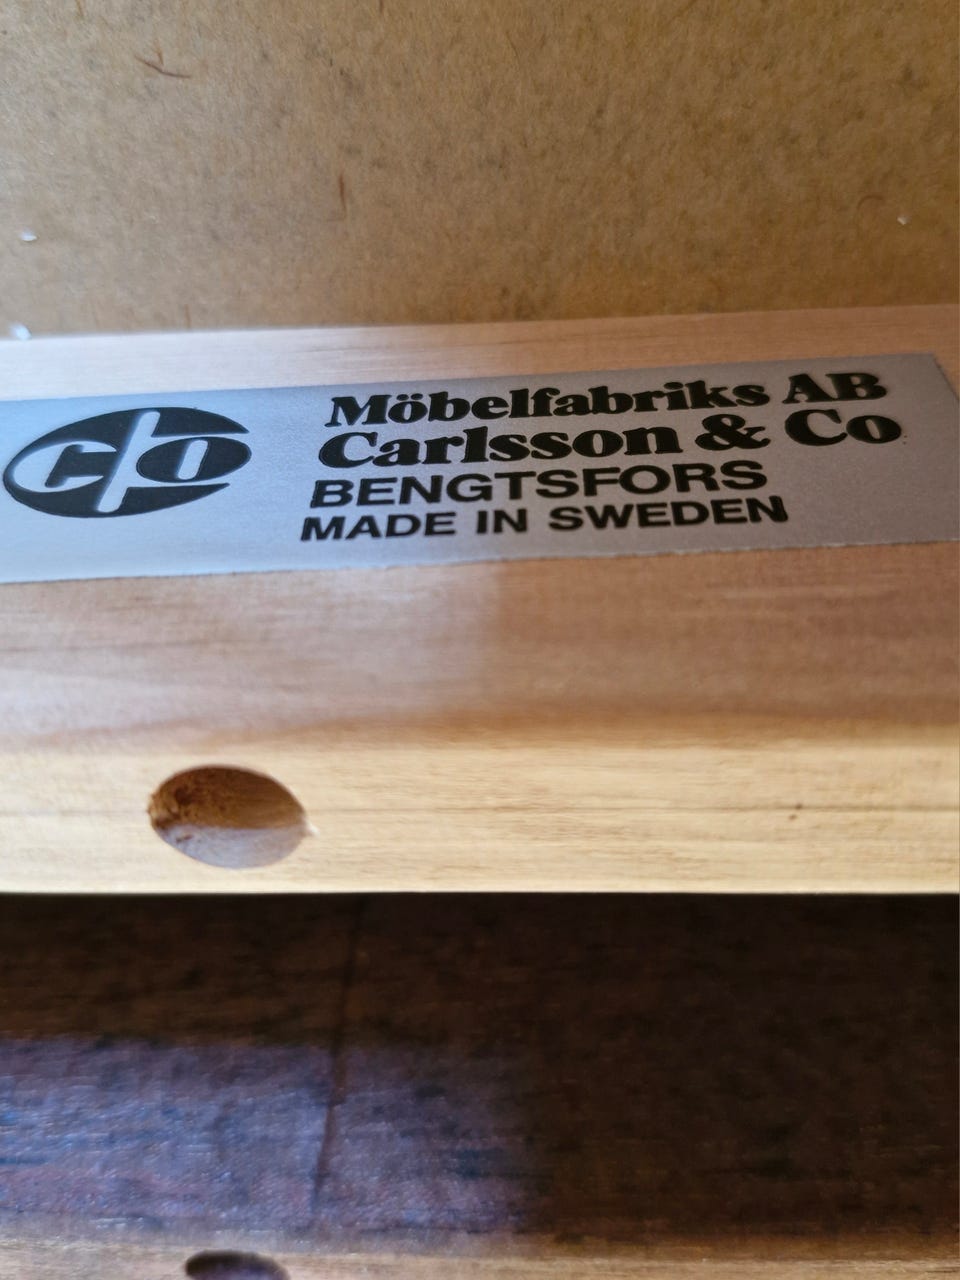 C/O
Möbelfabriks AB
Carlsson & Co
BENGTSFORS
MADE IN SWEDEN